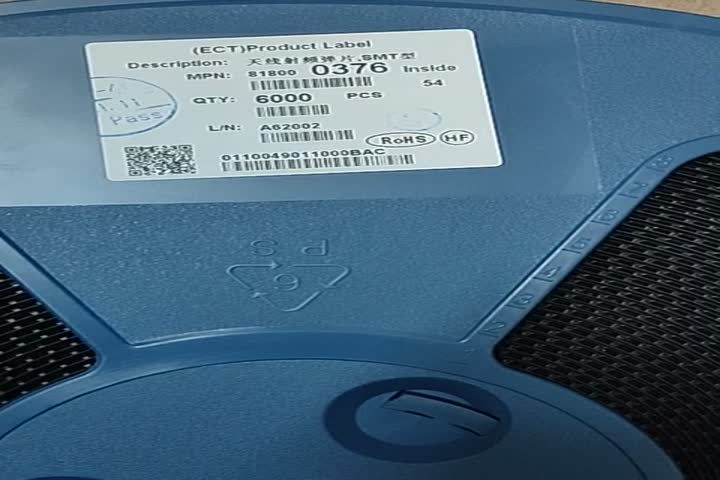 (ECT)Product Label
Description: 天线射频弹片,SMT型
MPN: 81800 0376 Inside
54
QTY: 6000 PCS
L/N: A62002
RoHS HF
0110049011000BAC
Pass
PS
6